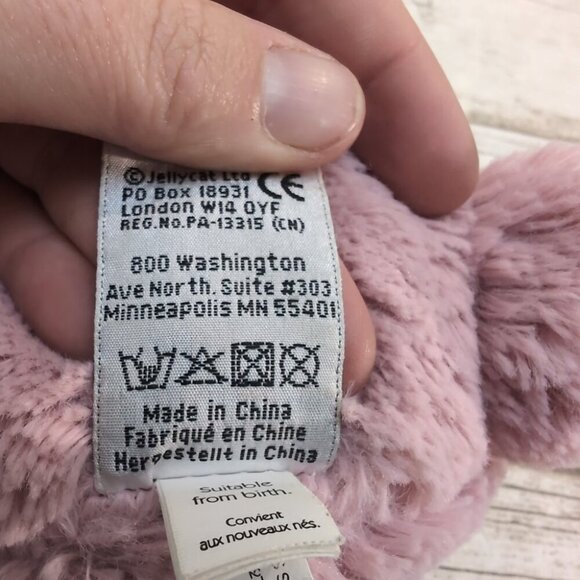 © Jellycat Ltd
PO Box 18931 CE
London W14 0YF
REG.No.PA-13315 (CN)
800 Washington
Ave North. Suite #303
Minneapolis MN 55401
Made in China
Fabriqué en Chine
Hergestellt in China
Suitable
from birth.
Convient
aux nouveaux nés.